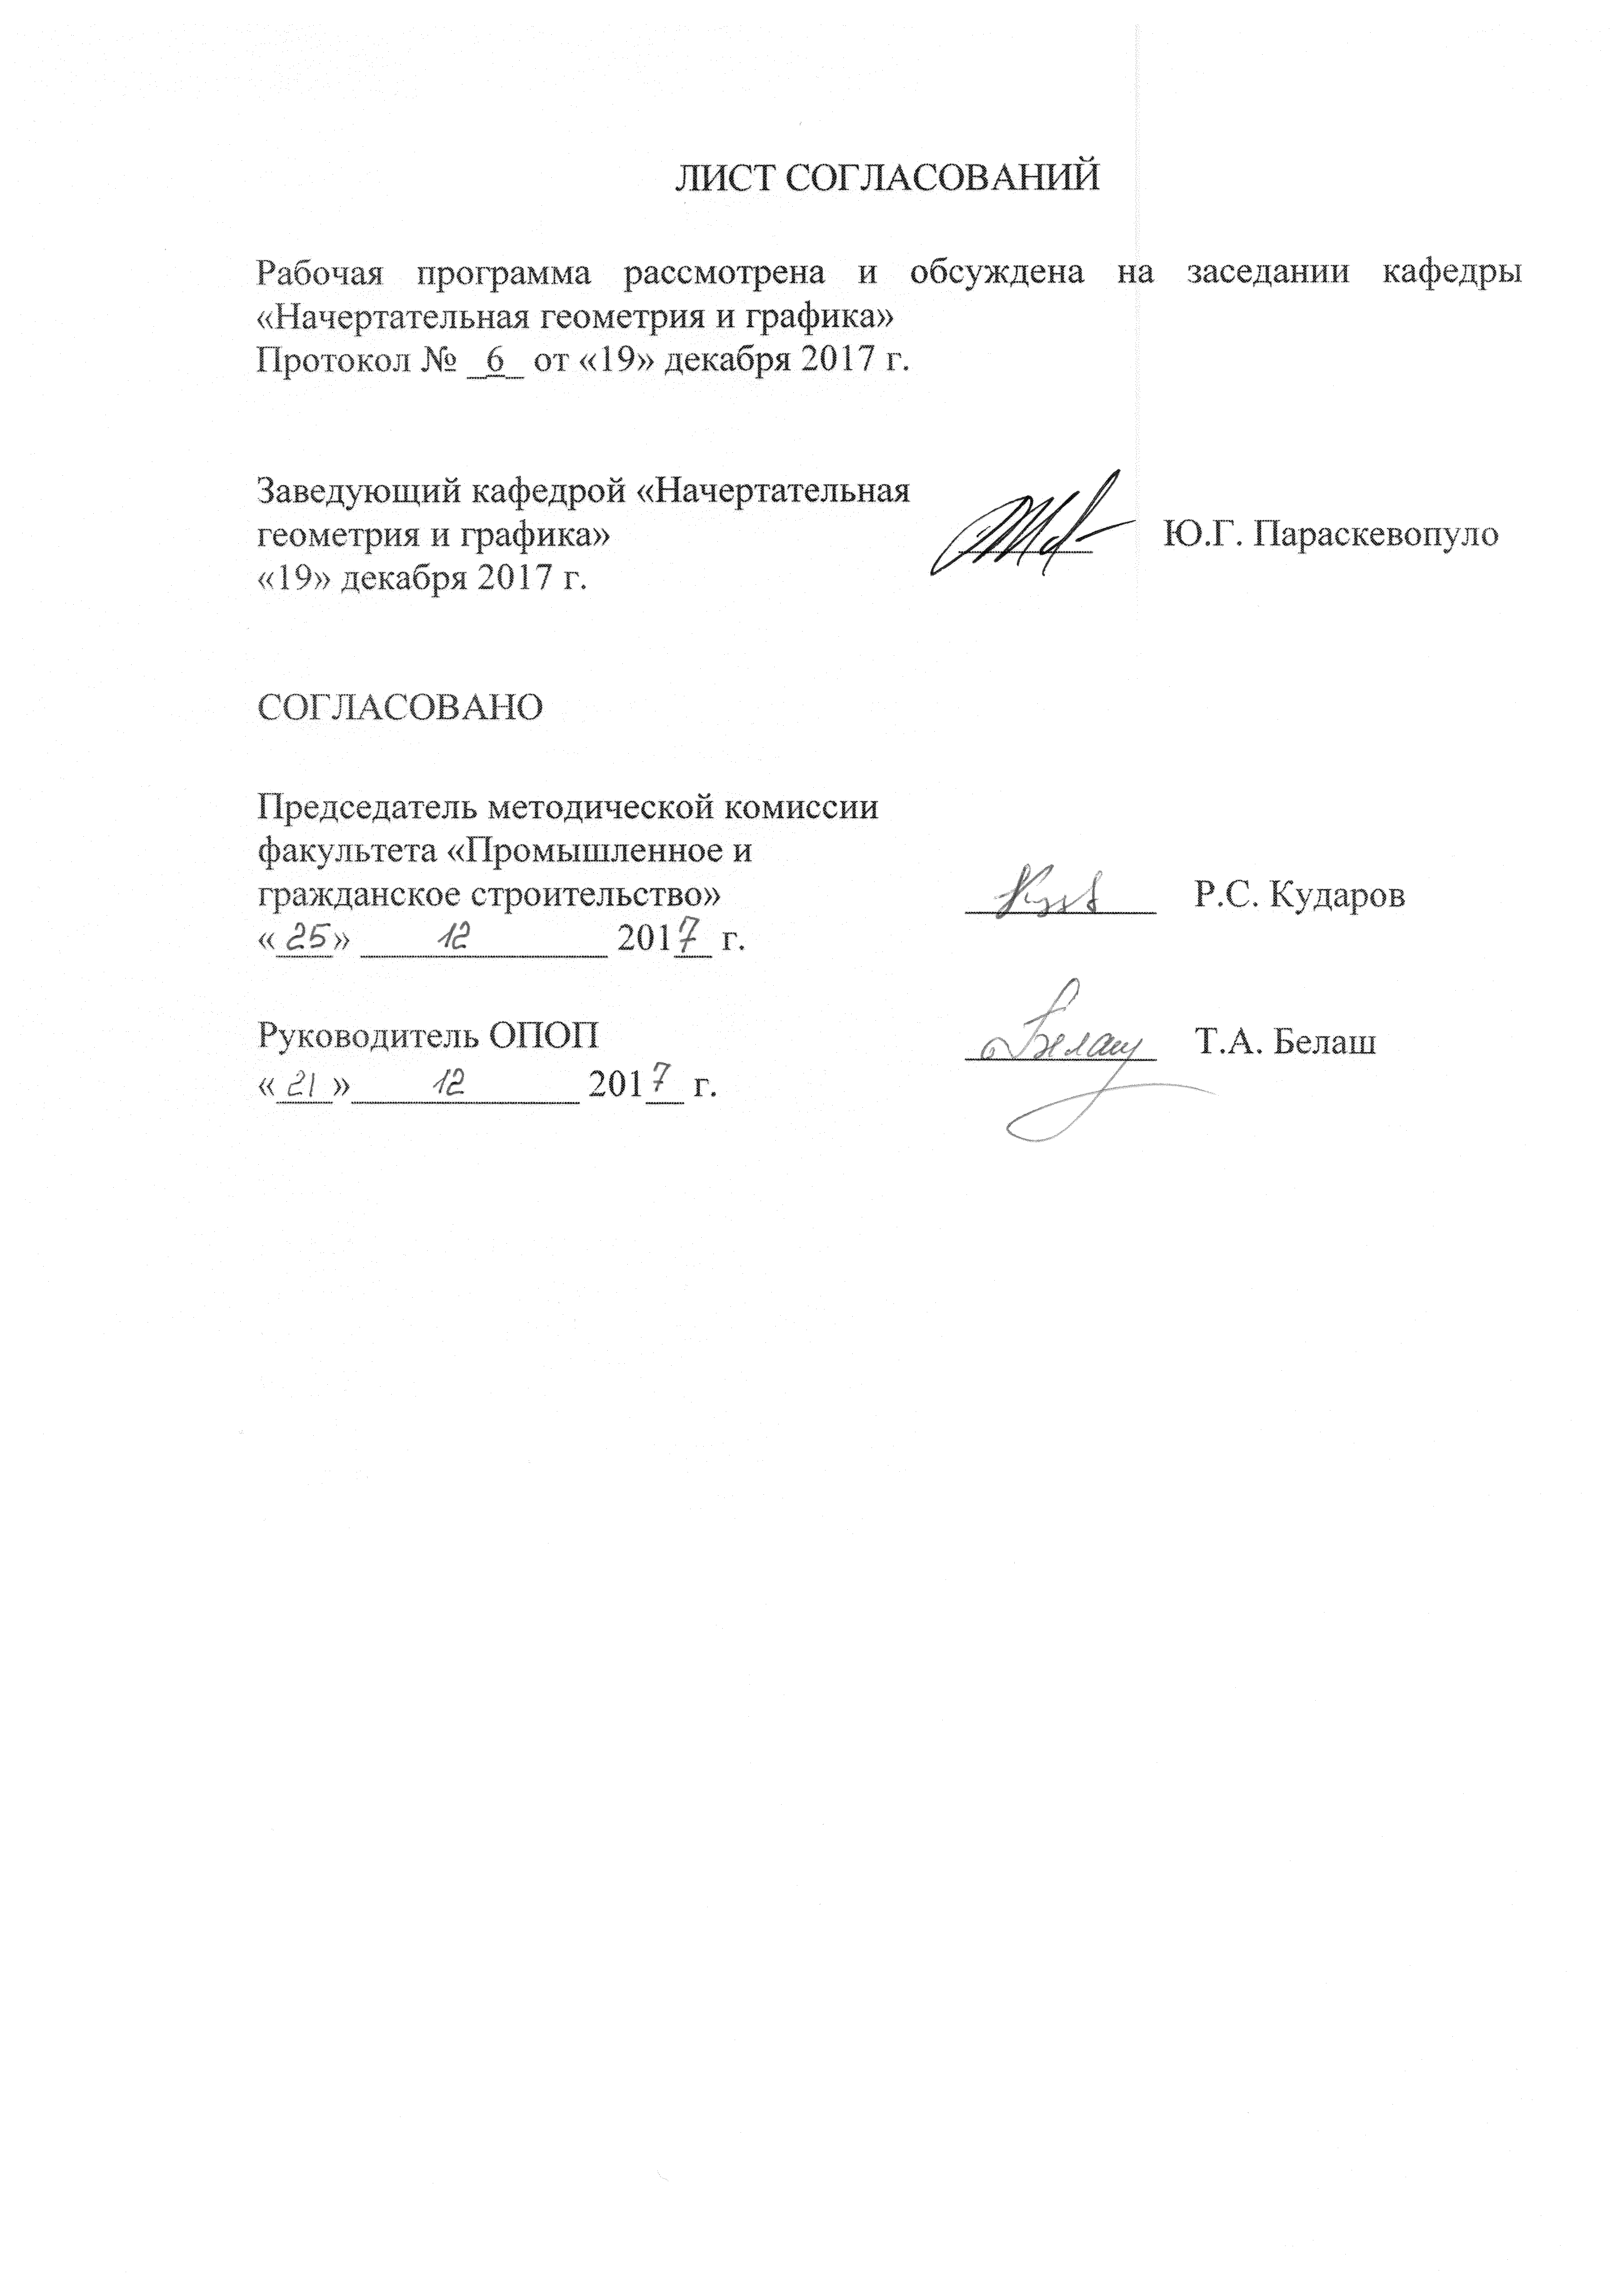 ЛИСТ СОГЛАСОВАНИЙ
Рабочая программа рассмотрена и обсуждена на заседании кафедры
«Начертательная геометрия и графика»
Протокол № _6_ от «19» декабря 2017 г.
Заведующий кафедрой «Начертательная
геометрия и графика» Ю.Г. Параскевопуло
«19» декабря 2017 г.
СОГЛАСОВАНО
Председатель методической комиссии
факультета «Промышленное и
гражданское строительство» Р.С. Кударов
«25» 12 2017 г.
Руководитель ОПОП Белаш Т.А. Белаш
«21» 12 2017 г.